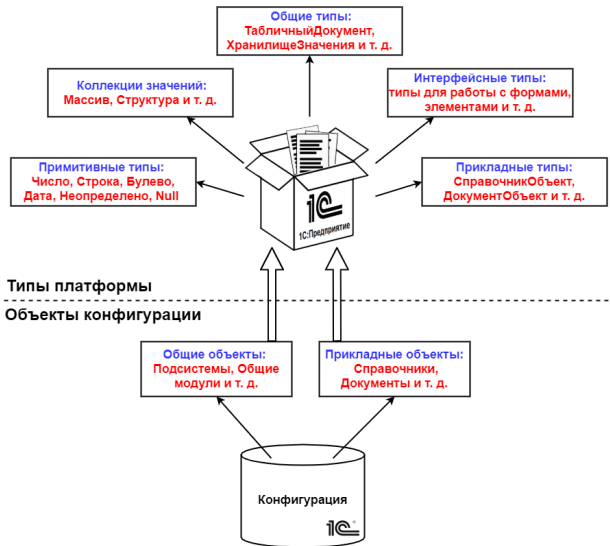 Общие типы:
ТабличныйДокумент,
ХранилищеЗначения и т. д.
Коллекции значений:
Массив, Структура и т. д.
Интерфейсные типы:
типы для работы с формами,
элементами и т. д.
Примитивные типы:
Число, Строка, Булево,
Дата, Неопределено, Null
Прикладные типы:
СправочникОбъект,
ДокументОбъект и т. д.
1С
1С:Предприятие
Типы платформы
Объекты конфигурации
Общие объекты:
Подсистемы, Общие
модули и т. д.
Прикладные объекты:
Справочники,
Документы и т. д.
Конфигурация
1С